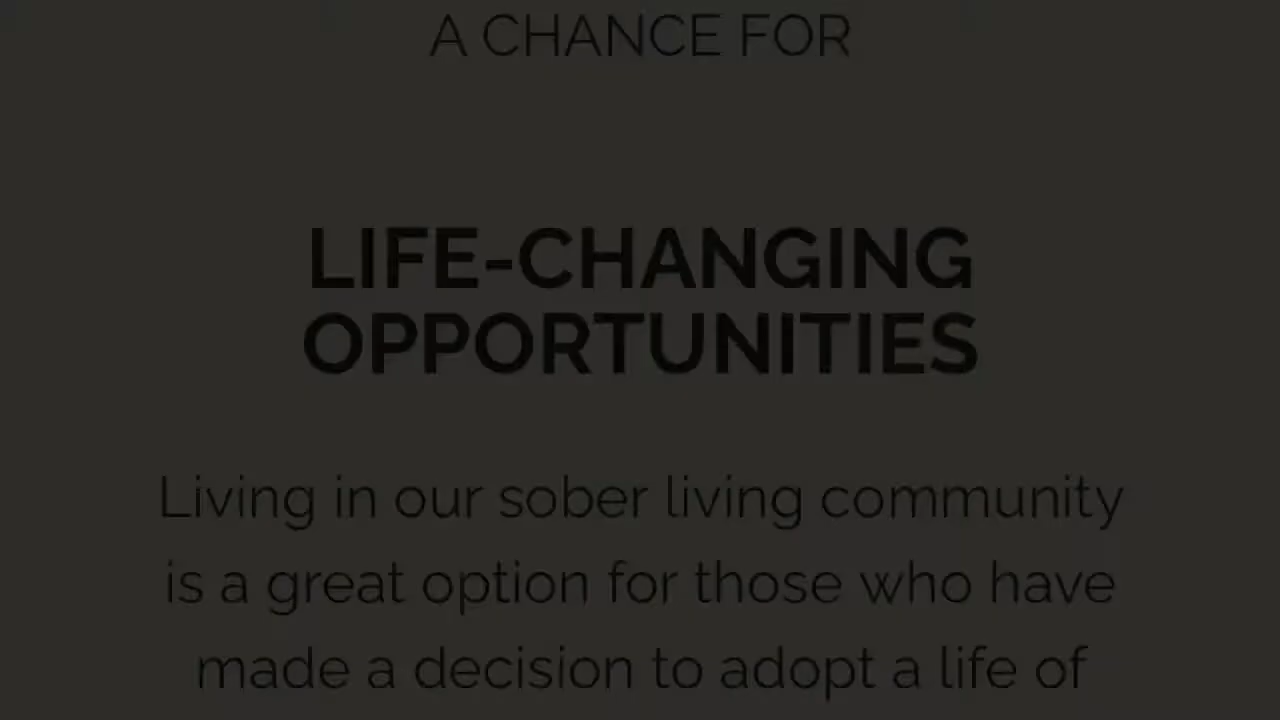 A CHANCE FOR
LIFE-CHANGING
OPPORTUNITIES
Living in our sober living community
is a great option for those who have
made a decision to adopt a life of